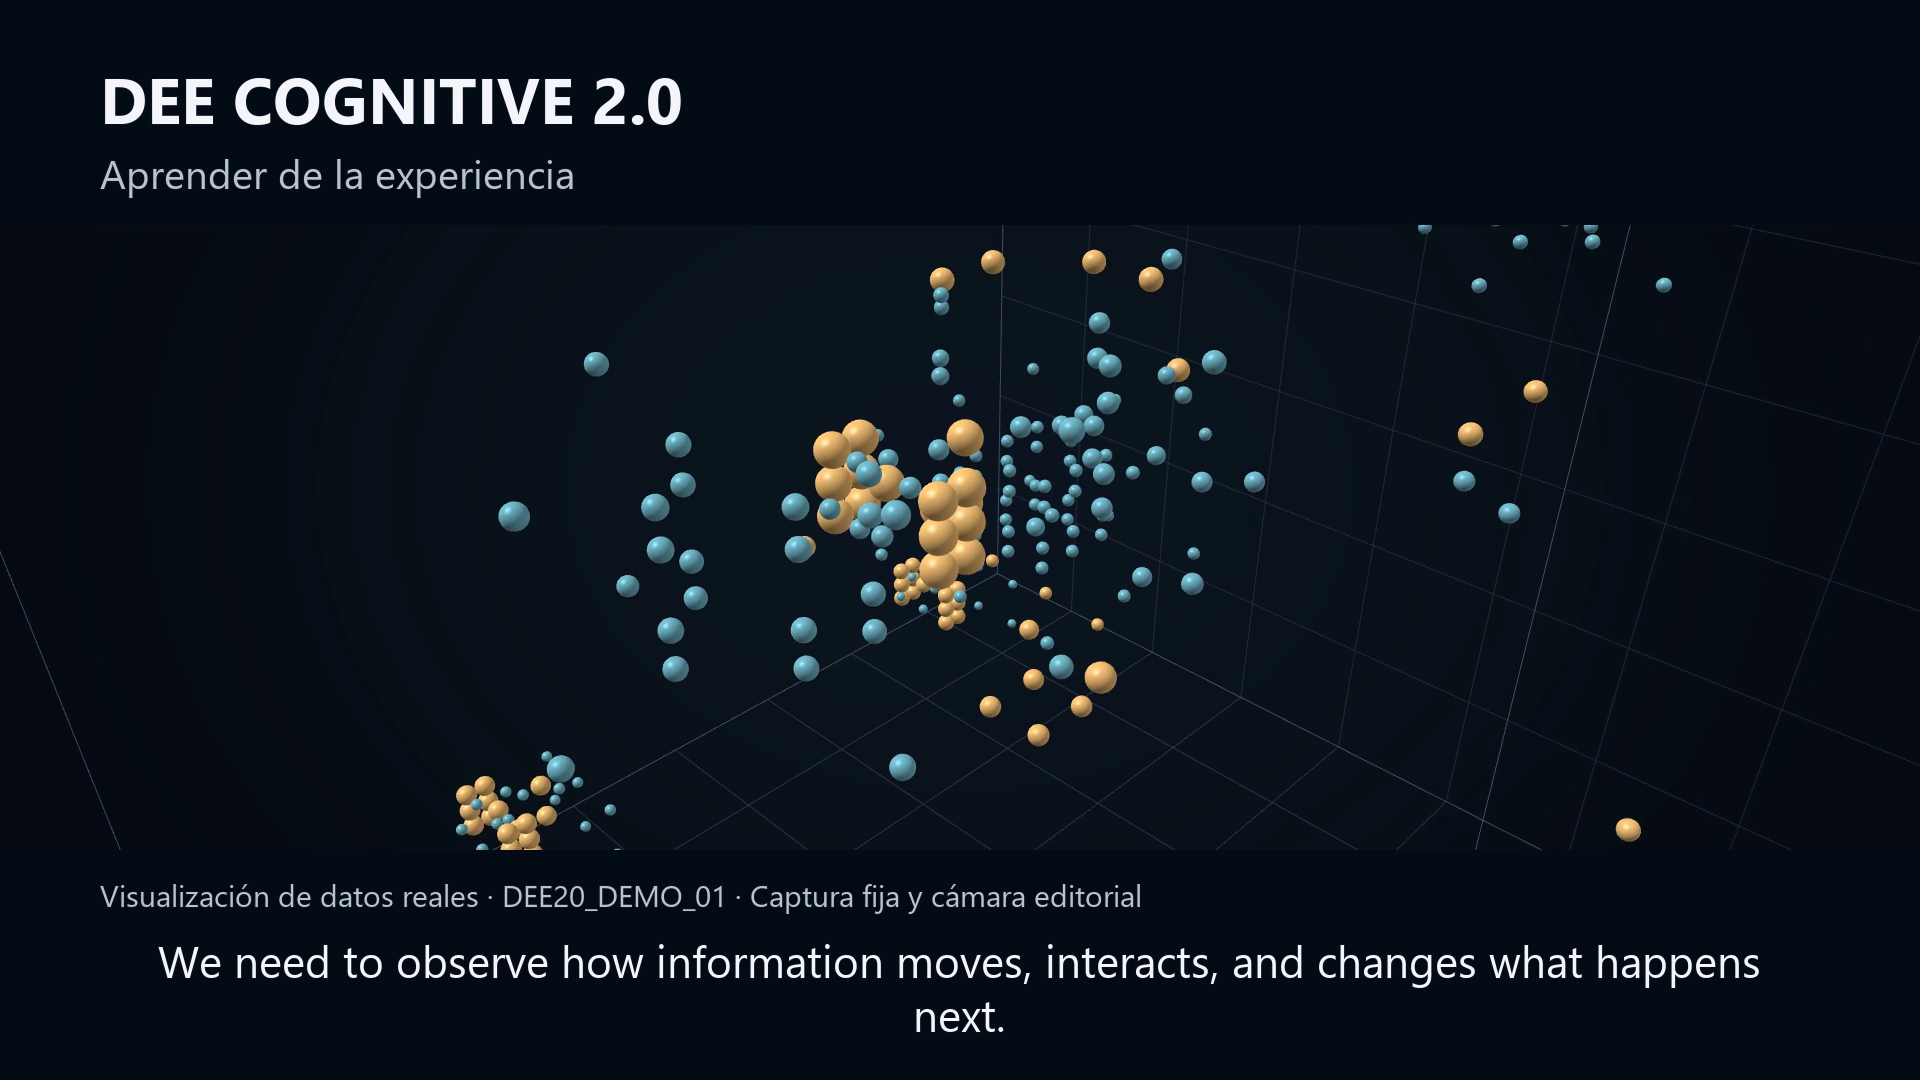 DEE COGNITIVE 2.0
Aprender de la experiencia
Visualización de datos reales · DEE20_DEMO_01 · Captura fija y cámara editorial
We need to observe how information moves, interacts, and changes what happens
next.